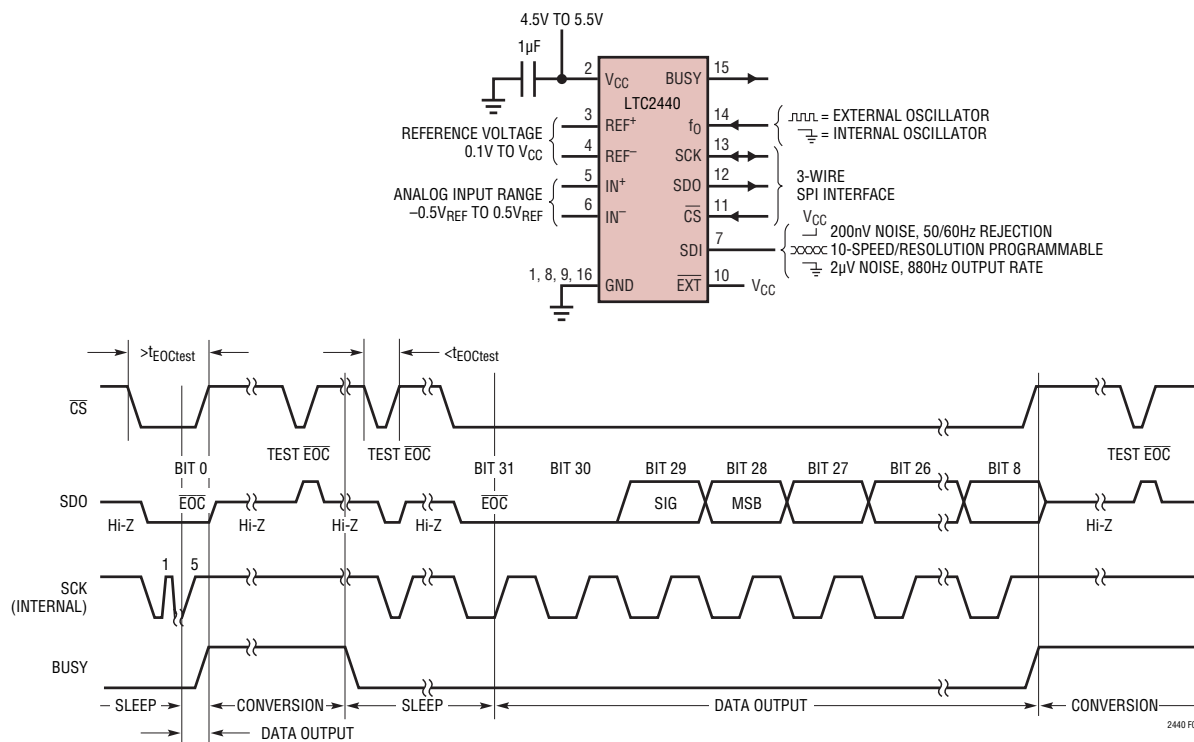 4.5V TO 5.5V
1µF
2 VCC BUSY 15
LTC2440
3 REF+ fO 14
= EXTERNAL OSCILLATOR
= INTERNAL OSCILLATOR
REFERENCE VOLTAGE
0.1V TO VCC
4 REF– SCK 13
3-WIRE
SPI INTERFACE
5 IN+ SDO 12
ANALOG INPUT RANGE
–0.5VREF TO 0.5VREF
6 IN– CS 11
VCC
200nV NOISE, 50/60Hz REJECTION
SDI 7
10-SPEED/RESOLUTION PROGRAMMABLE
2µV NOISE, 880Hz OUTPUT RATE
1, 8, 9, 16 GND EXT 10 VCC
>tEOCtest <tEOCtest
CS
TEST EOC TEST EOC TEST EOC
BIT 0 BIT 31 BIT 30 BIT 29 BIT 28 BIT 27 BIT 26 BIT 8
SDO EOC EOC SIG MSB
Hi-Z Hi-Z Hi-Z Hi-Z Hi-Z
1 5
SCK
(INTERNAL)
BUSY
SLEEP CONVERSION SLEEP DATA OUTPUT CONVERSION
DATA OUTPUT